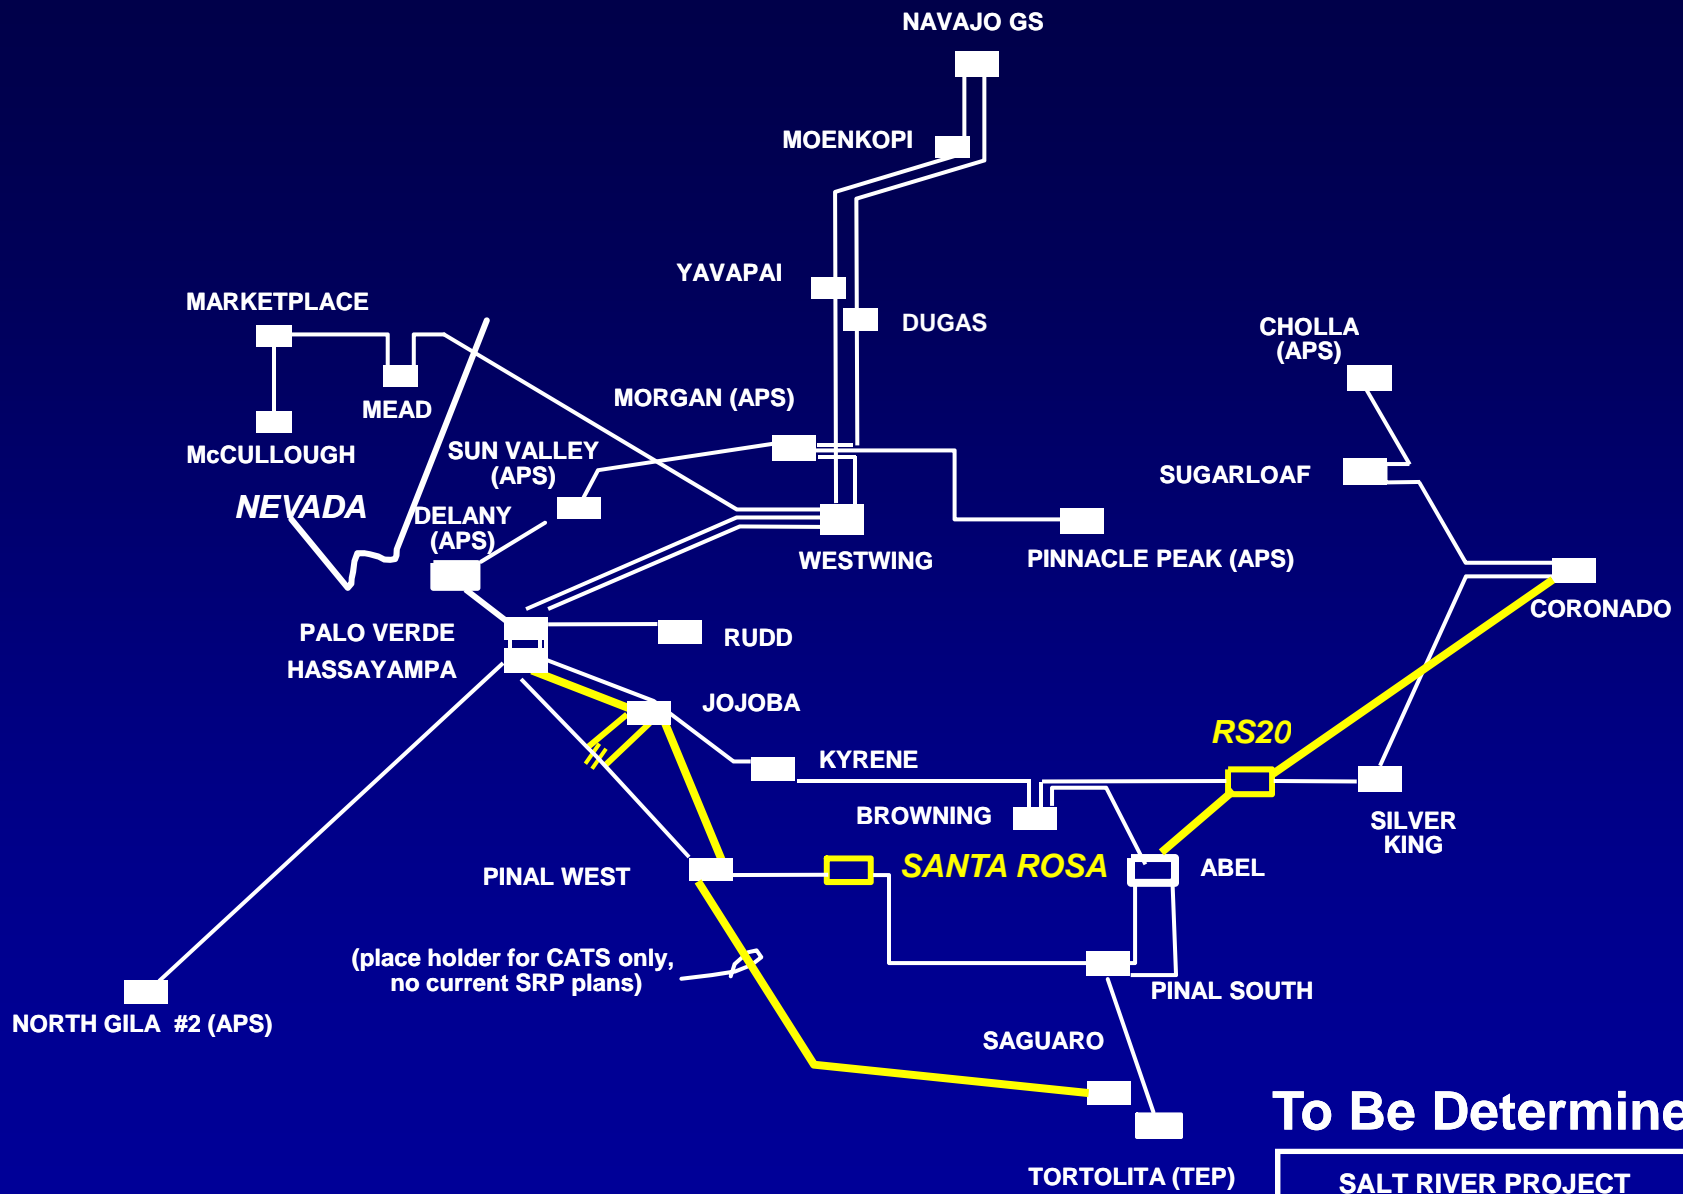 NAVAJO GS
MOENKOPI
YAVAPAI
MARKETPLACE
DUGAS
CHOLLA
(APS)
MORGAN (APS)
MEAD
McCULLOUGH
SUN VALLEY
(APS)
SUGARLOAF
NEVADA
DELANY
(APS)
WESTWING
PINNACLE PEAK (APS)
CORONADO
PALO VERDE
RUDD
HASSAYAMPA
JOJOBA
RS20
KYRENE
BROWNING
SILVER
KING
SANTA ROSA
ABEL
PINAL WEST
(place holder for CATS only,
no current SRP plans)
PINAL SOUTH
NORTH GILA #2 (APS)
SAGUARO
To Be Determine
TORTOLITA (TEP)
SALT RIVER PROJECT